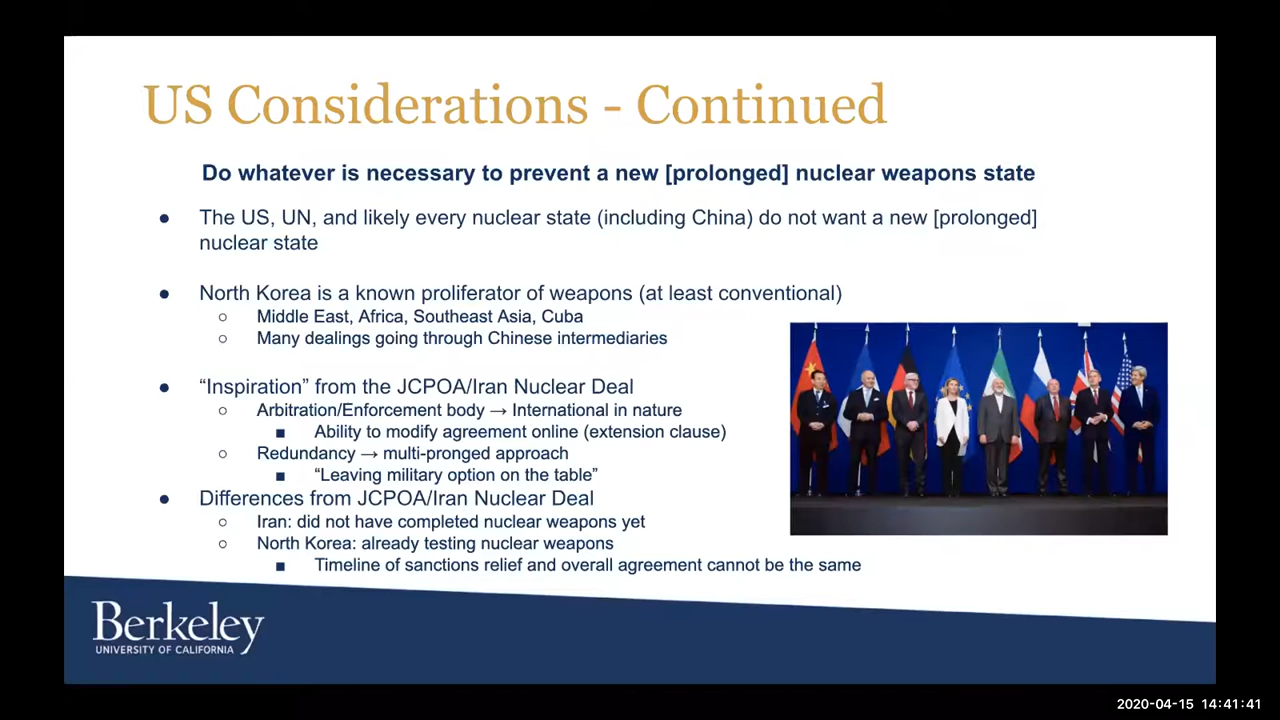 US Considerations - Continued
Do whatever is necessary to prevent a new [prolonged] nuclear weapons state
● The US, UN, and likely every nuclear state (including China) do not want a new [prolonged]
nuclear state
● North Korea is a known proliferator of weapons (at least conventional)
○ Middle East, Africa, Southeast Asia, Cuba
○ Many dealings going through Chinese intermediaries
● “Inspiration” from the JCPOA/Iran Nuclear Deal
○ Arbitration/Enforcement body → International in nature
■ Ability to modify agreement online (extension clause)
○ Redundancy → multi-pronged approach
■ “Leaving military option on the table”
● Differences from JCPOA/Iran Nuclear Deal
○ Iran: did not have completed nuclear weapons yet
○ North Korea: already testing nuclear weapons
■ Timeline of sanctions relief and overall agreement cannot be the same
Berkeley
UNIVERSITY OF CALIFORNIA
2020-04-15 14:41:41